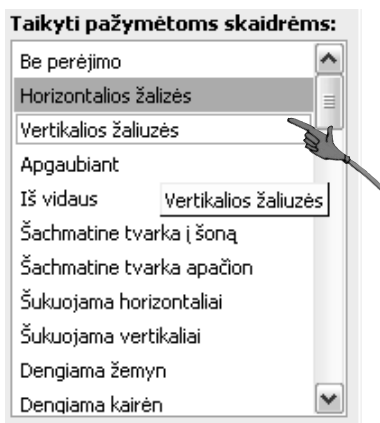 Taikyti pažymėtoms skaidrėms:
Be perėjimo
Horizontalios žalizės
Vertikalios žaliuzės
Apgaubiant
Iš vidaus
Vertikalios žaliuzės
Šachmatine tvarka į šoną
Šachmatine tvarka apačion
Šukuojama horizontaliai
Šukuojama vertikaliai
Dengiama žemyn
Dengiama kairėn